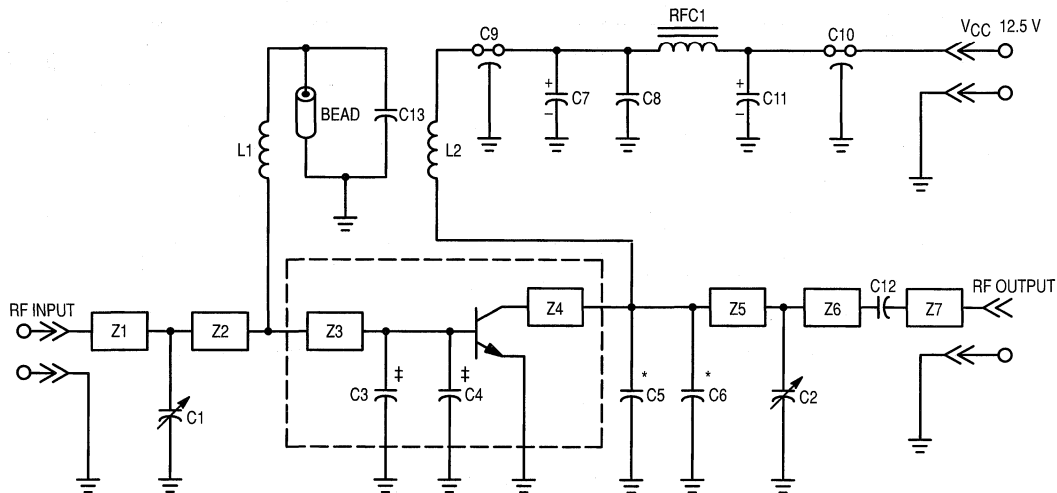 C9
RFC1
C10
VCC 12.5 V
+
C7
–
C8
+
C11
–
BEAD
C13
L1
L2
RF INPUT
Z1
Z2
Z3
Z4
Z5
Z6
C12
Z7
RF OUTPUT
C1
C3
‡
C4
‡
C5
*
C6
*
C2